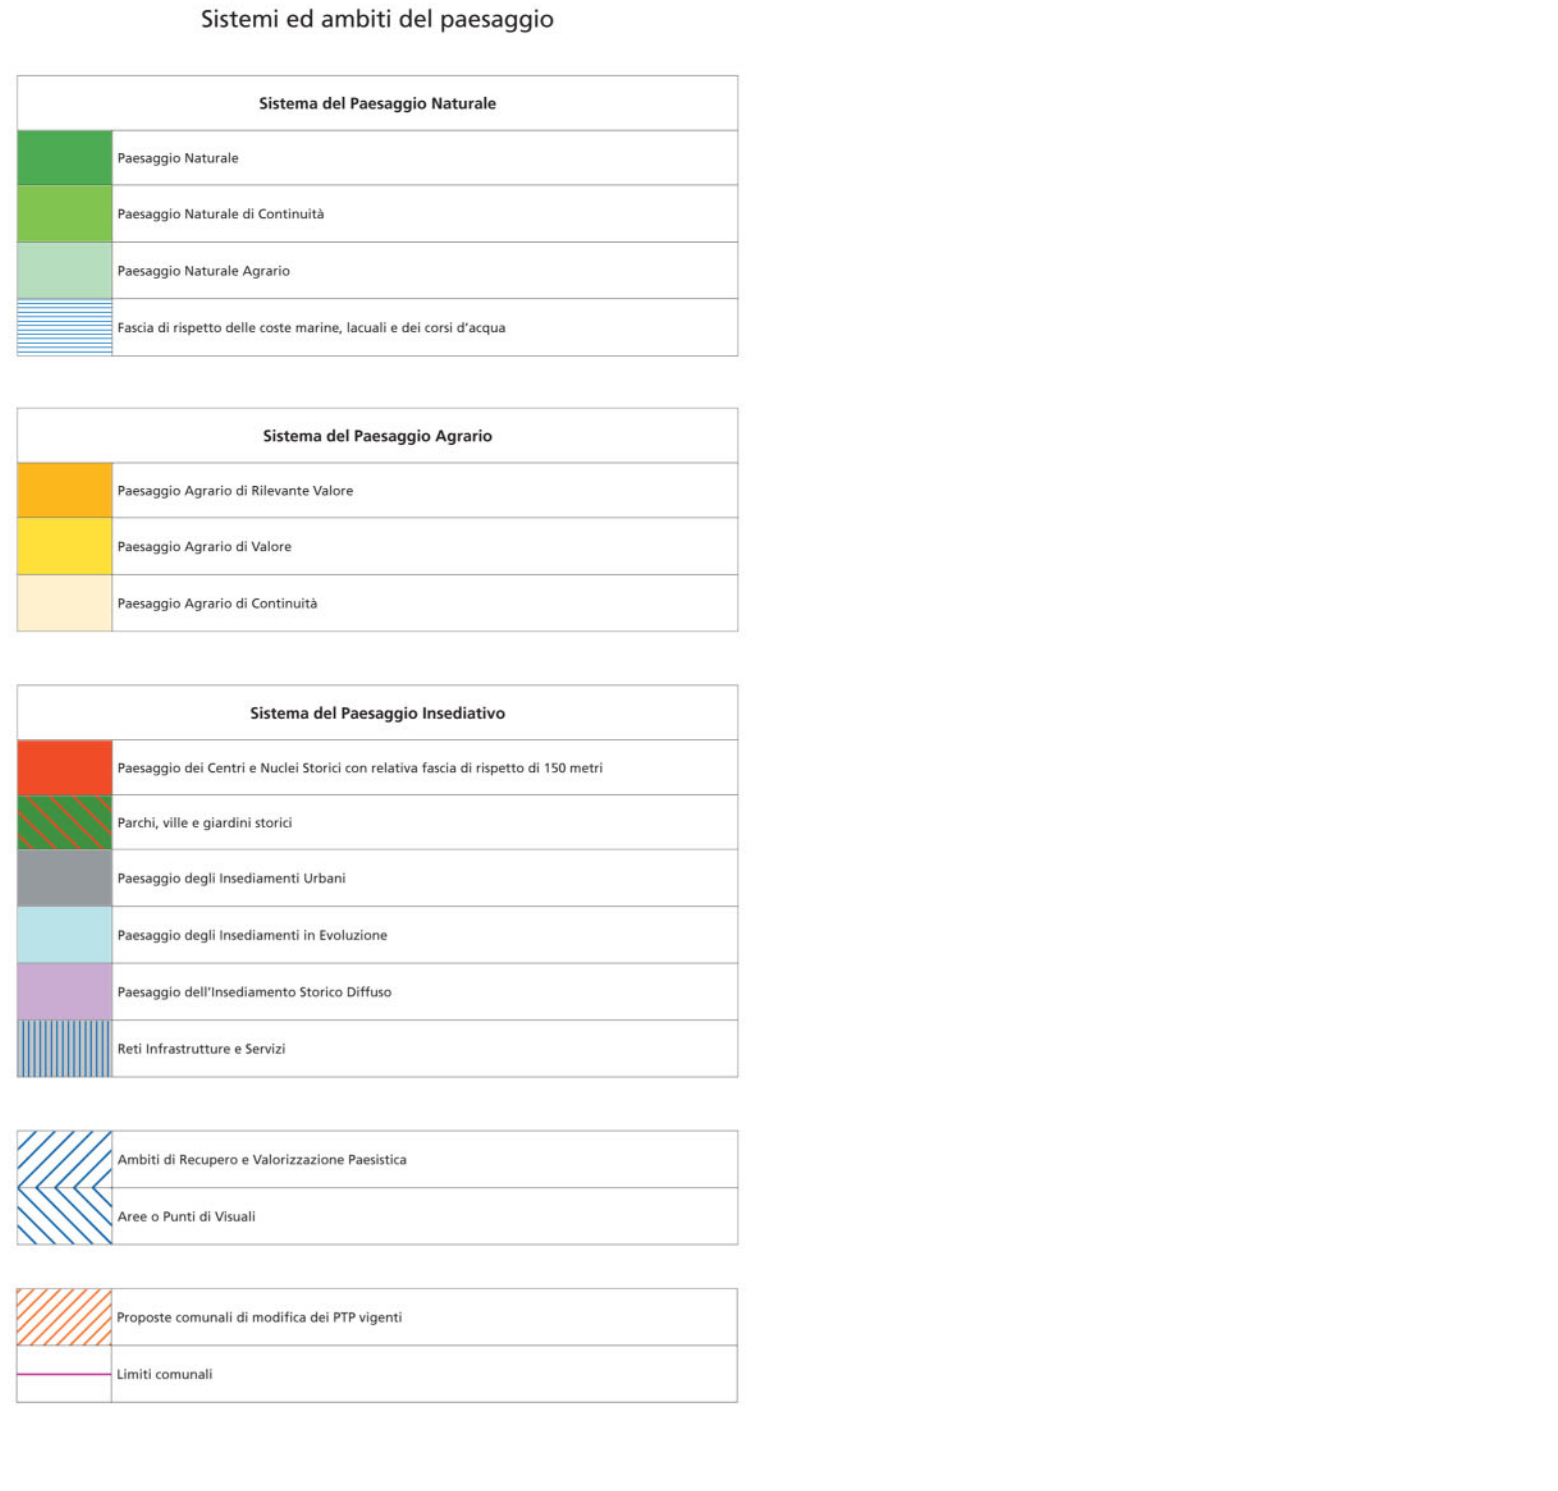 Sistemi ed ambiti del paesaggio
Sistema del Paesaggio Naturale
Paesaggio Naturale
Paesaggio Naturale di Continuità
Paesaggio Naturale Agrario
Fascia di rispetto delle coste marine, lacuali e dei corsi d'acqua
Sistema del Paesaggio Agrario
Paesaggio Agrario di Rilevante Valore
Paesaggio Agrario di Valore
Paesaggio Agrario di Continuità
Sistema del Paesaggio Insediativo
Paesaggio dei Centri e Nuclei Storici con relativa fascia di rispetto di 150 metri
Parchi, ville e giardini storici
Paesaggio degli Insediamenti Urbani
Paesaggio degli Insediamenti in Evoluzione
Paesaggio dell'Insediamento Storico Diffuso
Reti Infrastrutture e Servizi
Ambiti di Recupero e Valorizzazione Paesistica
Aree o Punti di Visuali
Proposte comunali di modifica dei PTP vigenti
Limiti comunali